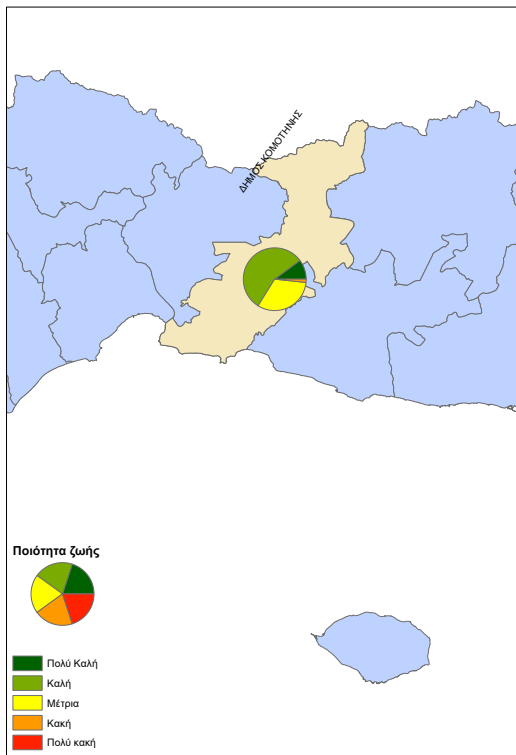 ΔΗΜΟΣ ΚΟΜΟΤΗΝΗΣ
Ποιότητα ζωής
Πολύ Καλή
Καλή
Μέτρια
Κακή
Πολύ κακή